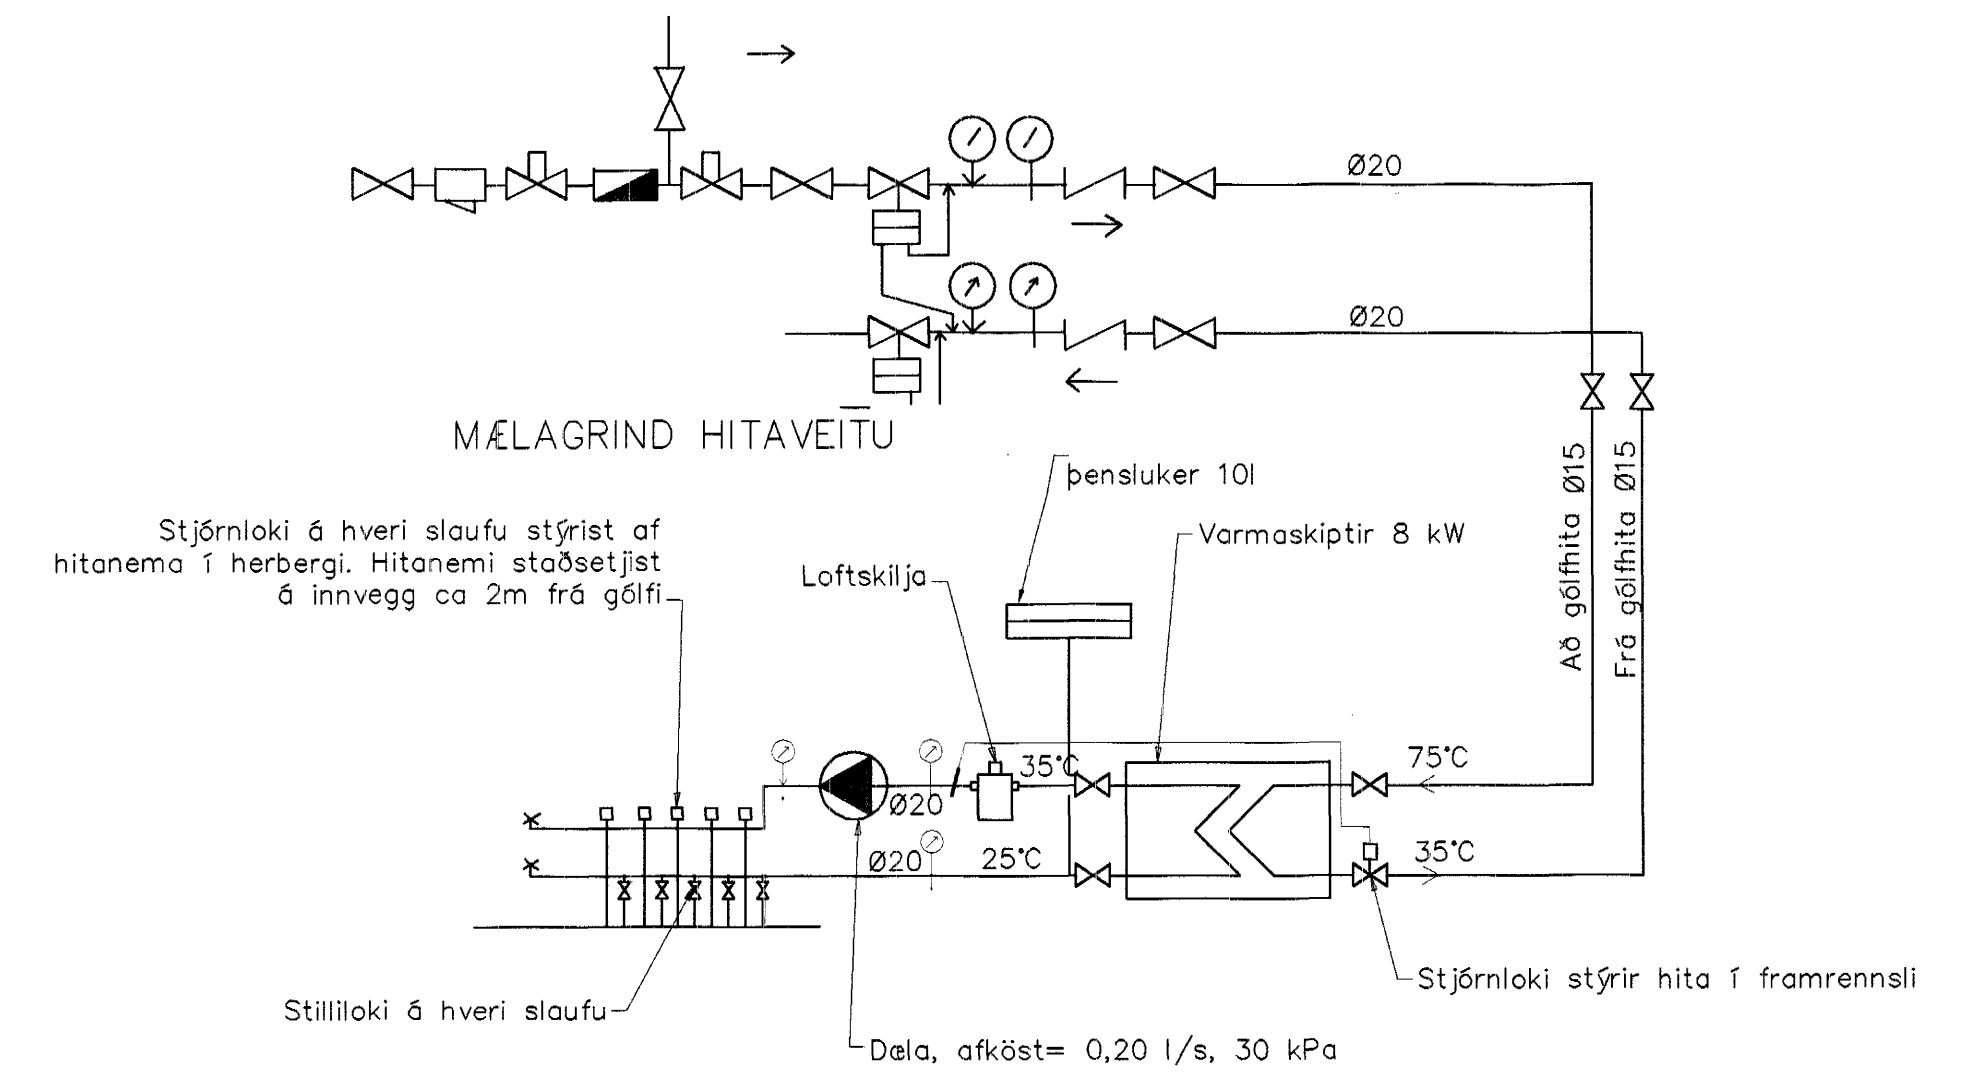 Ø20
Ø20
MÆLAGRIND HITAVEITU
Að gólfhita Ø15
Frá gólfhita Ø15
þensluker 10l
Stjórnloki á hveri slaufu stýrist af
hitanema í herbergi. Hitanemi staðsetjist
á innvegg ca 2m frá gólfi
Varmaskiptir 8 kW
Loftskilja
35°C
75°C
Ø20
Ø20
25°C
35°C
Stjórnloki stýrir hita í framrennsli
Stilliloki á hveri slaufu
Dæla, afköst= 0,20 l/s, 30 kPa